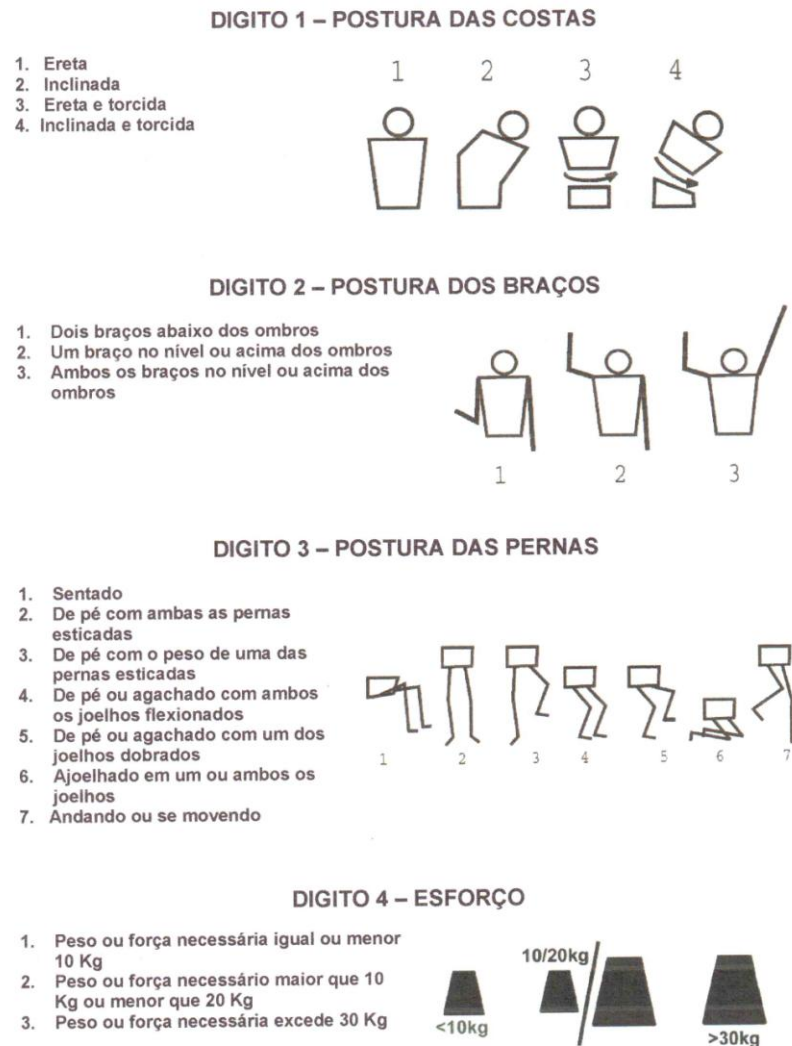 DIGITO 1 – POSTURA DAS COSTAS
1. Ereta
2. Inclinada
3. Ereta e torcida
4. Inclinada e torcida
1 2 3 4
DIGITO 2 – POSTURA DOS BRAÇOS
1. Dois braços abaixo dos ombros
2. Um braço no nível ou acima dos ombros
3. Ambos os braços no nível ou acima dos
ombros
1 2 3
DIGITO 3 – POSTURA DAS PERNAS
1. Sentado
2. De pé com ambas as pernas
esticadas
3. De pé com o peso de uma das
pernas esticadas
4. De pé ou agachado com ambos
os joelhos flexionados
5. De pé ou agachado com um dos
joelhos dobrados
6. Ajoelhado em um ou ambos os
joelhos
7. Andando ou se movendo
1 2 3 4 5 6 7
DIGITO 4 – ESFORÇO
1. Peso ou força necessária igual ou menor
10 Kg
2. Peso ou força necessário maior que 10
Kg ou menor que 20 Kg
3. Peso ou força necessária excede 30 Kg
10/20kg
<10kg
>30kg